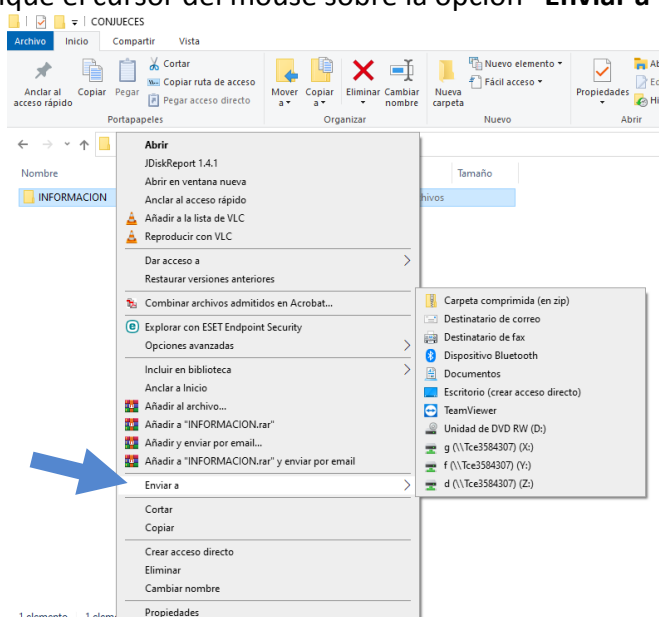 ique el cursor del mouse sobre la opción "Enviar a
CONJUECES
Archivo Inicio Compartir Vista
Anclar al acceso rápido
Copiar
Pegar
Cortar
Copiar ruta de acceso
Pegar acceso directo
Portapapeles
Mover a
Copiar a
Eliminar
Cambiar nombre
Organizar
Nueva carpeta
Nuevo elemento
Fácil acceso
Nuevo
Propiedades
Ab
Ec
Hi
Abrir
Nombre
Tamaño
INFORMACION
hivos
Abrir
JDiskReport 1.4.1
Abrir en ventana nueva
Anclar al acceso rápido
Añadir a la lista de VLC
Reproducir con VLC
Dar acceso a
Restaurar versiones anteriores
Combinar archivos admitidos en Acrobat...
Explorar con ESET Endpoint Security
Opciones avanzadas
Incluir en biblioteca
Anclar a Inicio
Añadir al archivo...
Añadir a "INFORMACION.rar"
Añadir y enviar por email...
Añadir a "INFORMACION.rar" y enviar por email
Enviar a
Cortar
Copiar
Crear acceso directo
Eliminar
Cambiar nombre
Propiedades
Carpeta comprimida (en zip)
Destinatario de correo
Destinatario de fax
Dispositivo Bluetooth
Documentos
Escritorio (crear acceso directo)
TeamViewer
Unidad de DVD RW (D:)
g (\\Tce3584307) (X:)
f (\\Tce3584307) (Y:)
d (\\Tce3584307) (Z:)